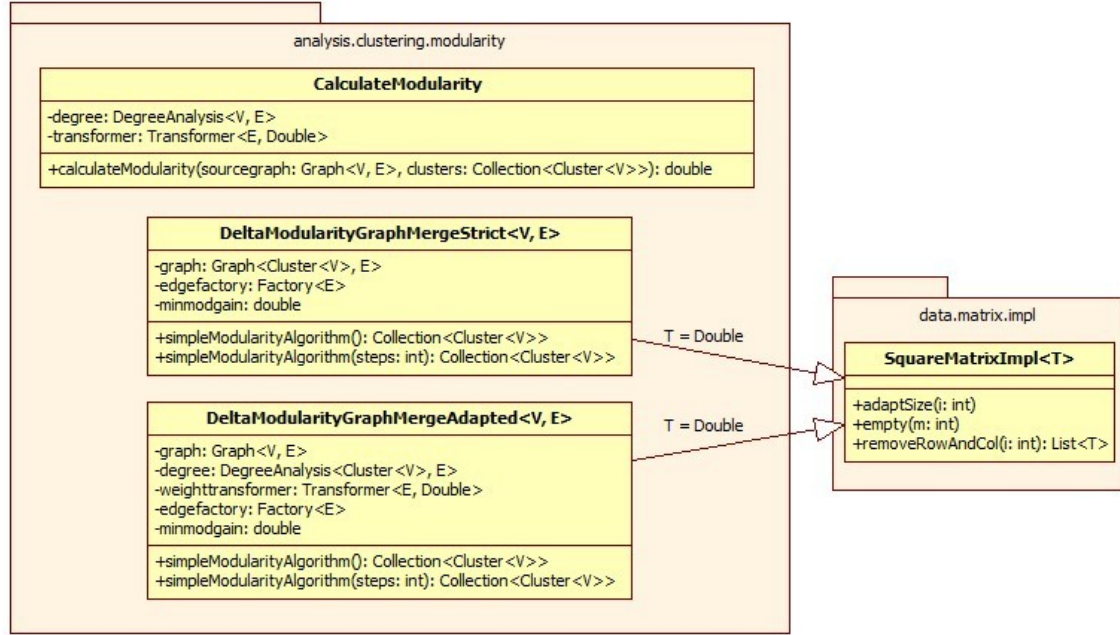 analysis.clustering.modularity
CalculateModularity
-degree: DegreeAnalysis<V, E>
-transformer: Transformer<E, Double>
+calculateModularity(sourcegraph: Graph<V, E>, clusters: Collection<Cluster<V>>): double
DeltaModularityGraphMergeStrict<V, E>
-graph: Graph<Cluster<V>, E>
-edgefactory: Factory<E>
-minmodgain: double
+simpleModularityAlgorithm(): Collection<Cluster<V>>
+simpleModularityAlgorithm(steps: int): Collection<Cluster<V>>
DeltaModularityGraphMergeAdapted<V, E>
-graph: Graph<V, E>
-degree: DegreeAnalysis<Cluster<V>, E>
-weighttransformer: Transformer<E, Double>
-edgefactory: Factory<E>
-minmodgain: double
+simpleModularityAlgorithm(): Collection<Cluster<V>>
+simpleModularityAlgorithm(steps: int): Collection<Cluster<V>>
T = Double
T = Double
data.matrix.impl
SquareMatrixImpl<T>
+adaptSize(i: int)
+empty(m: int)
+removeRowAndCol(i: int): List<T>